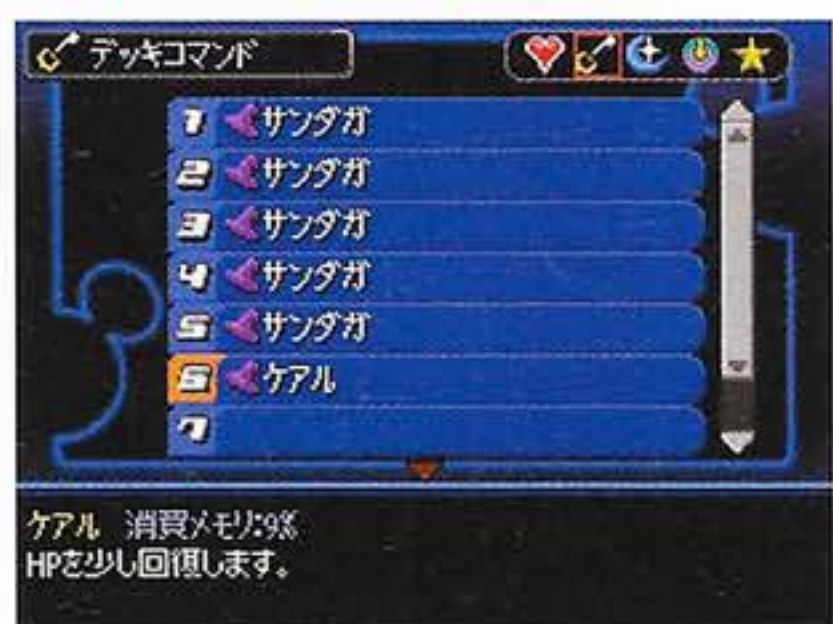 デッキコマンド
1 サンダガ
2 サンダガ
3 サンダガ
4 サンダガ
5 サンダガ
6 ケアル
7
ケアル 消費メモリ:9%
HPを少し回復します。